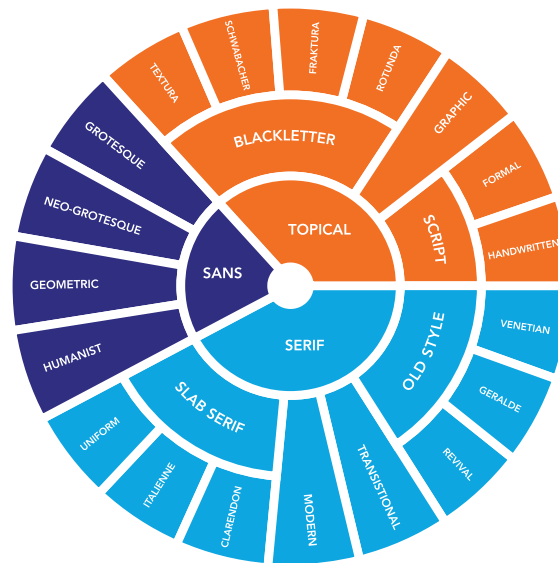 TEXTURA
SCHWABACHER
FRAKTURA
ROTUNDA
GRAPHIC
FORMAL
HANDWRITTEN
BLACKLETTER
SCRIPT
TOPICAL
GROTESQUE
NEO-GROTESQUE
GEOMETRIC
HUMANIST
SANS
SERIF
OLD STYLE
VENETIAN
GERALDE
REVIVAL
TRANSISTIONAL
MODERN
SLAB SERIF
CLARENDON
ITALIENNE
UNIFORM